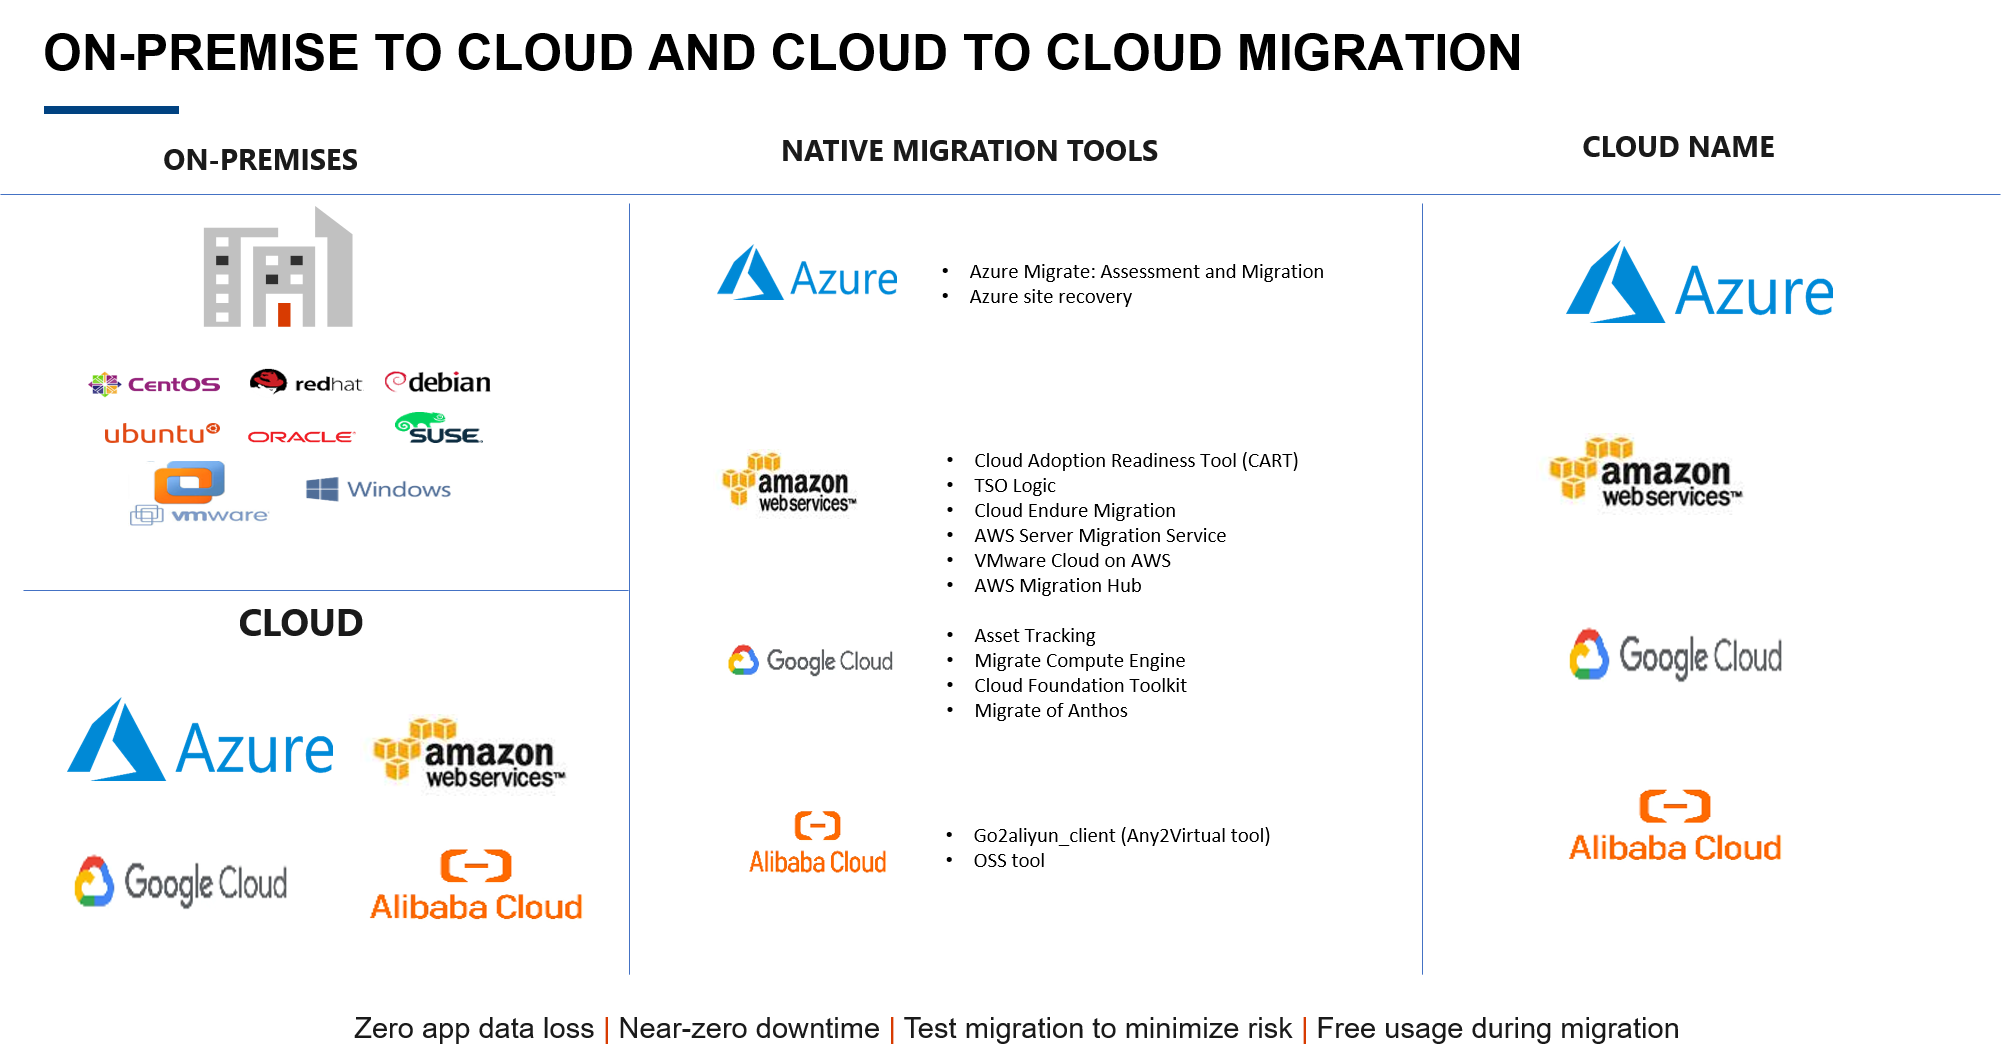 ON-PREMISE TO CLOUD AND CLOUD TO CLOUD MIGRATION
ON-PREMISES
NATIVE MIGRATION TOOLS
CLOUD NAME
CentOS
redhat
debian
ubuntu
ORACLE
SUSE
vmware
Windows
CLOUD
Azure
amazon
web services™
Google Cloud
Alibaba Cloud
Azure
• Azure Migrate: Assessment and Migration
• Azure site recovery
amazon
web services™
• Cloud Adoption Readiness Tool (CART)
• TSO Logic
• Cloud Endure Migration
• AWS Server Migration Service
• VMware Cloud on AWS
• AWS Migration Hub
Google Cloud
• Asset Tracking
• Migrate Compute Engine
• Cloud Foundation Toolkit
• Migrate of Anthos
Alibaba Cloud
• Go2aliyun_client (Any2Virtual tool)
• OSS tool
Azure
amazon
web services™
Google Cloud
Alibaba Cloud
Zero app data loss | Near-zero downtime | Test migration to minimize risk | Free usage during migration